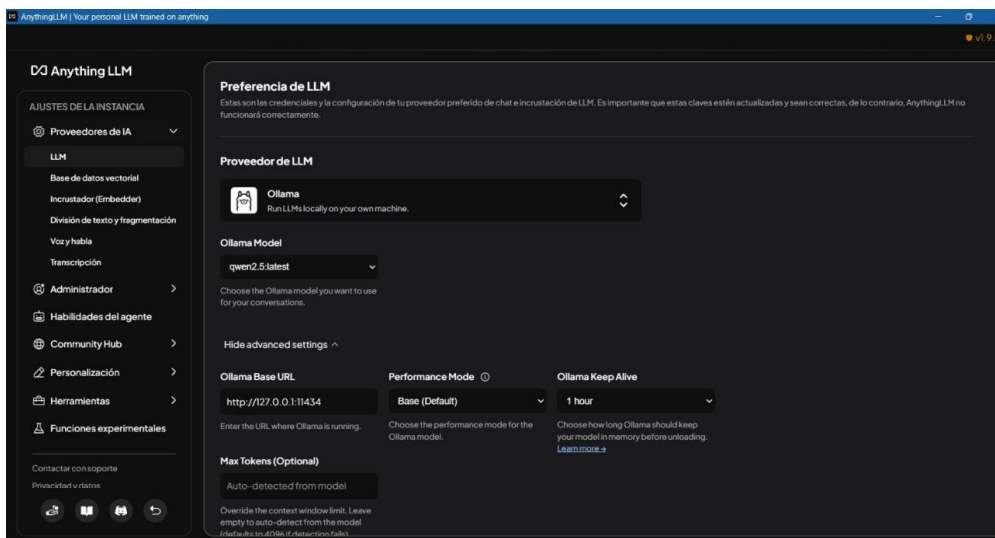 AnythingLLM | Your personal LLM trained on anything
v1.9.
Anything LLM
AJUSTES DE LA INSTANCIA
Proveedores de IA
LLM
Base de datos vectorial
Incrustador (Embedder)
División de texto y fragmentación
Voz y habla
Transcripción
Administrador
Habilidades del agente
Community Hub
Personalización
Herramientas
Funciones experimentales
Contactar con soporte
Privacidad y datos
Preferencia de LLM
Estas son las credenciales y la configuración de tu proveedor preferido de chat e incrustación de LLM. Es importante que estas claves estén actualizadas y sean correctas, de lo contrario, AnythingLLM no
funcionará correctamente.
Proveedor de LLM
Ollama
Run LLMs locally on your own machine.
Ollama Model
qwen2.5:latest
Choose the Ollama model you want to use
for your conversations.
Hide advanced settings
Ollama Base URL
http://127.0.0.1:11434
Enter the URL where Ollama is running.
Performance Mode
Base (Default)
Choose the performance mode for the
Ollama model.
Ollama Keep Alive
1 hour
Choose how long Ollama should keep
your model in memory before unloading.
Learn more →
Max Tokens (Optional)
Auto-detected from model
Override the context window limit. Leave
empty to auto-detect from the model
(defaults to 4096 if detection fails).